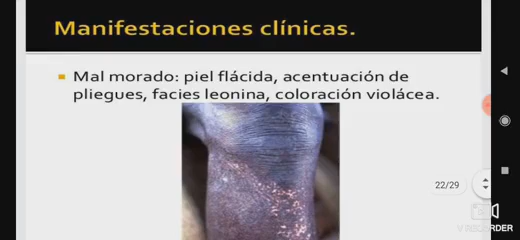 Manifestaciones clínicas.
Mal morado: piel flácida, acentuación de
pliegues, facies leonina, coloración violácea.
22/29
V RECORDER